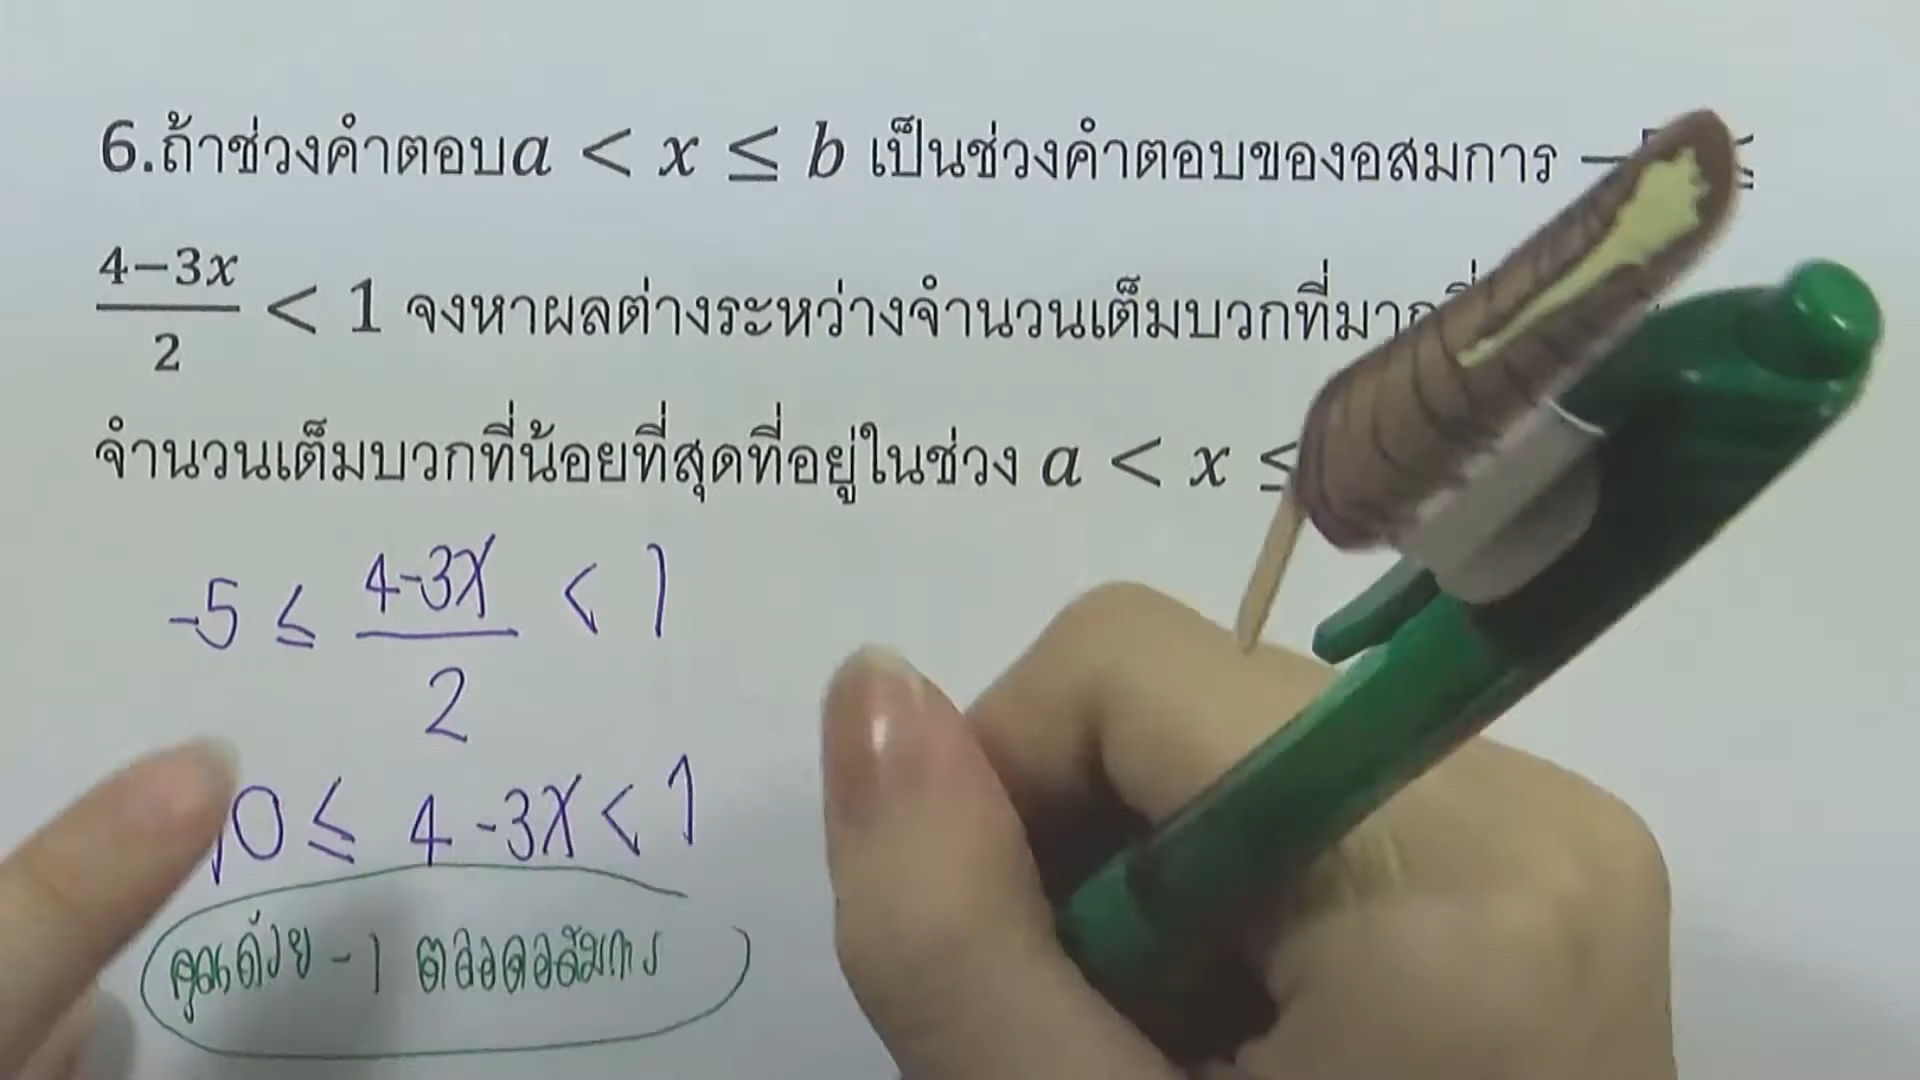 6.ถ้าช่วงคำตอบa < x ≤ b เป็นช่วงคำตอบของอสมการ − ≤
4−3x
2
< 1 จงหาผลต่างระหว่างจำนวนเต็มบวกที่
จำนวนเต็มบวกที่น้อยที่สุดที่อยู่ในช่วง a < x ≤
-5 ≤ 4-3x < 1
2
10 ≤ 4-3x < 1
คูณด้วย -1 ตลอดอสมการ